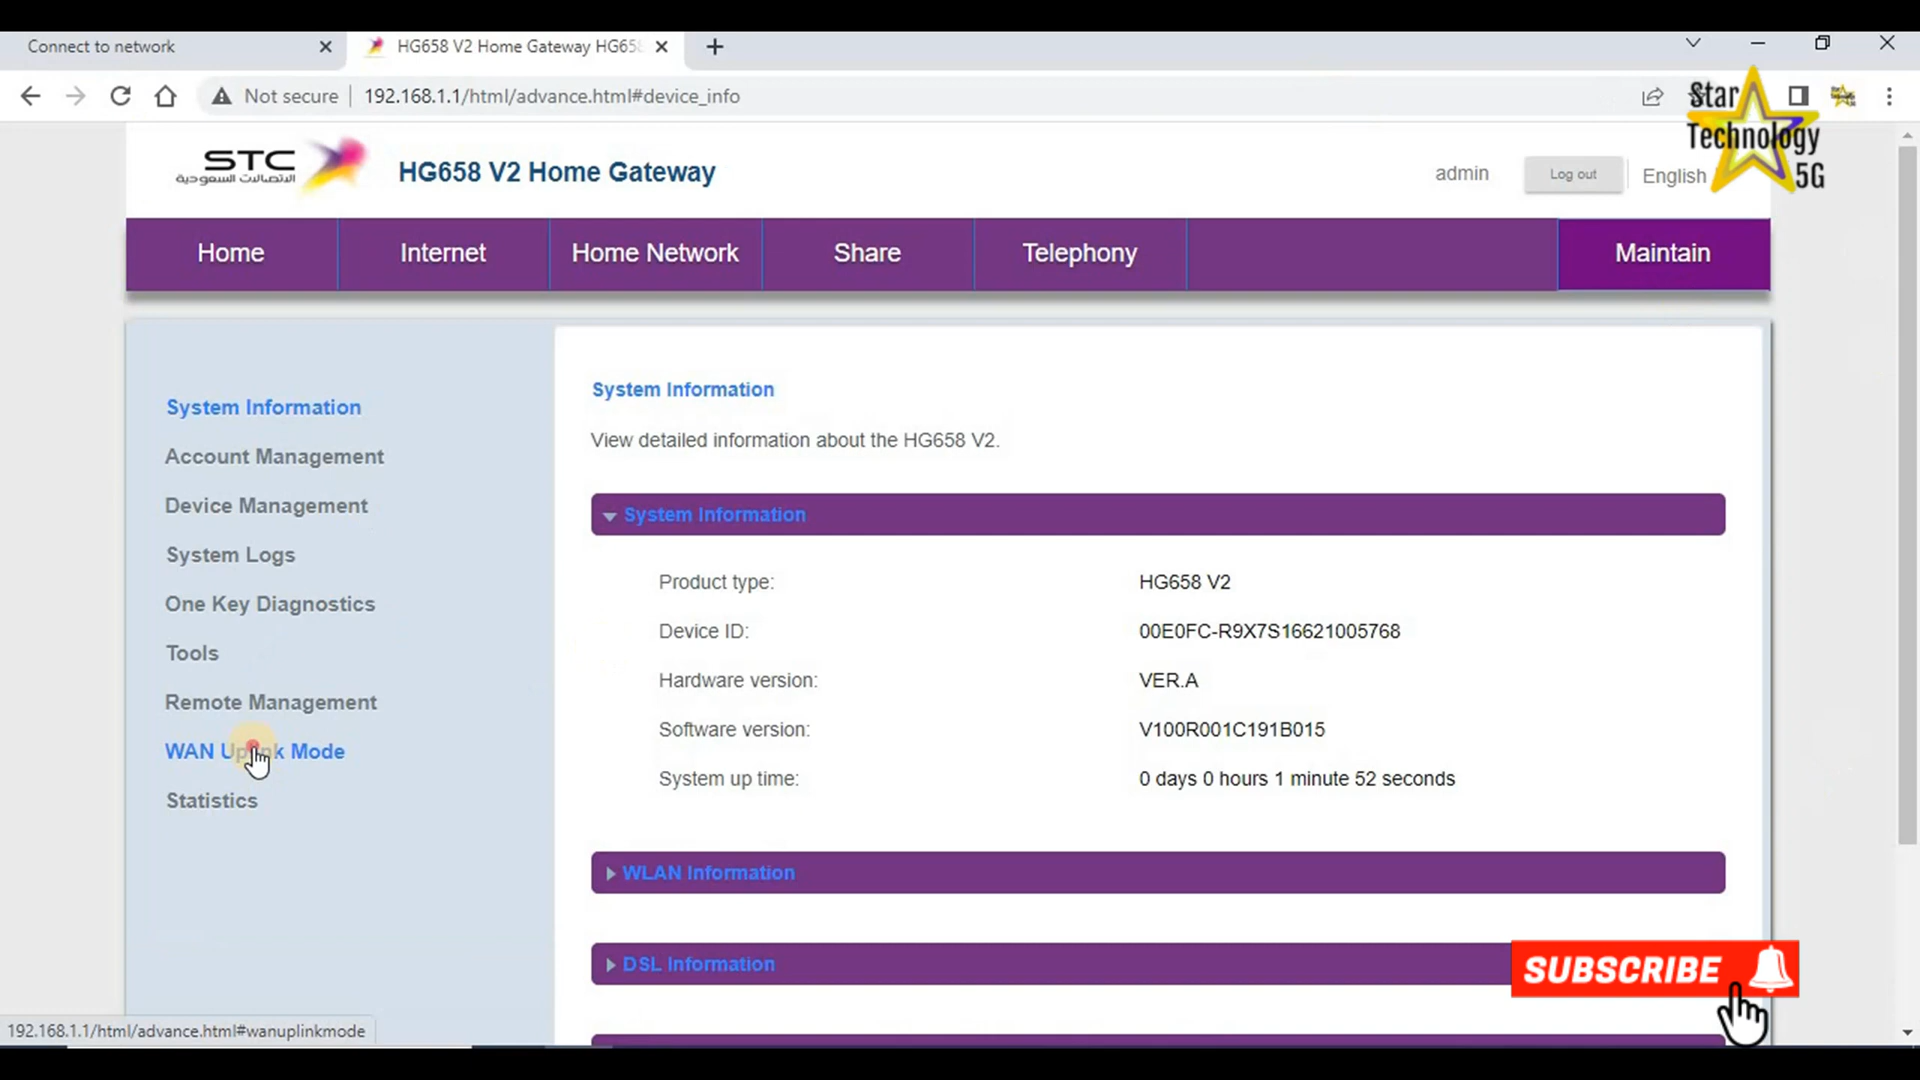 Connect to network
HG658 V2 Home Gateway HG658
Not secure
192.168.1.1/html/advance.html#device_info
Star
Technology
5G
STC
الاتصالات السعودية
HG658 V2 Home Gateway
admin
Log out
English
Home
Internet
Home Network
Share
Telephony
Maintain
System Information
Account Management
Device Management
System Logs
One Key Diagnostics
Tools
Remote Management
WAN Uplink Mode
Statistics
System Information
View detailed information about the HG658 V2.
System Information
Product type: HG658 V2
Device ID: 00E0FC-R9X7S16621005768
Hardware version: VER.A
Software version: V100R001C191B015
System up time: 0 days 0 hours 1 minute 52 seconds
WLAN Information
DSL Information
SUBSCRIBE
192.168.1.1/html/advance.html#wanuplinkmode